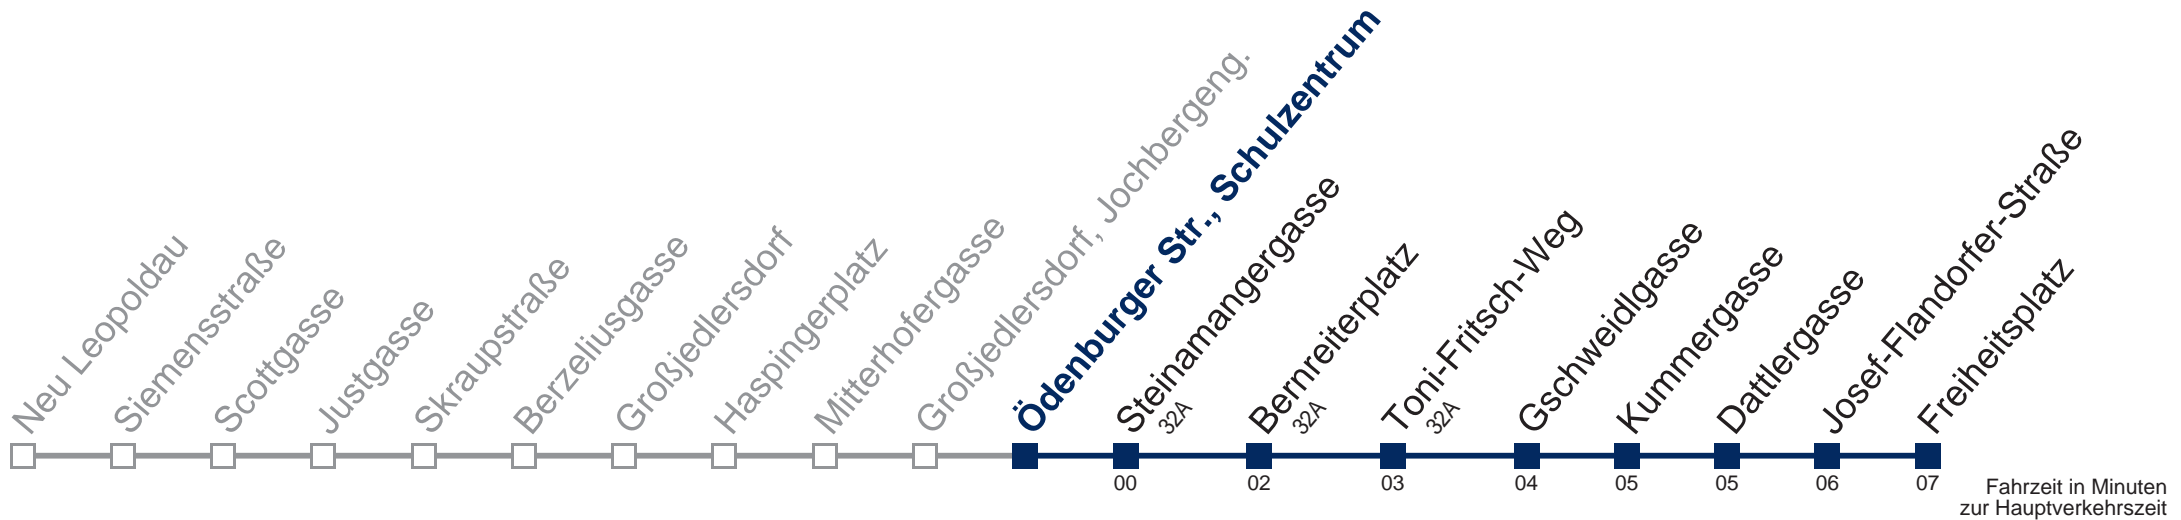 Neu Leopoldau
Siemensstraße
Scottgasse
Justgasse
Skraupstraße
Berzeliusgasse
Großjedlersdorf
Haspingerplatz
Mitterhofergasse
Großjedlersdorf, Jochbergeng.
Ödenburger Str., Schulzentrum
Steinamangergasse
32A
Bernreiterplatz
32A
Toni-Fritsch-Weg
32A
Gschweidlgasse
Kummergasse
Dattlergasse
Josef-Flandorfer-Straße
Freiheitsplatz
00 02 03 04 05 05 06 07
Fahrzeit in Minuten
zur Hauptverkehrszeit